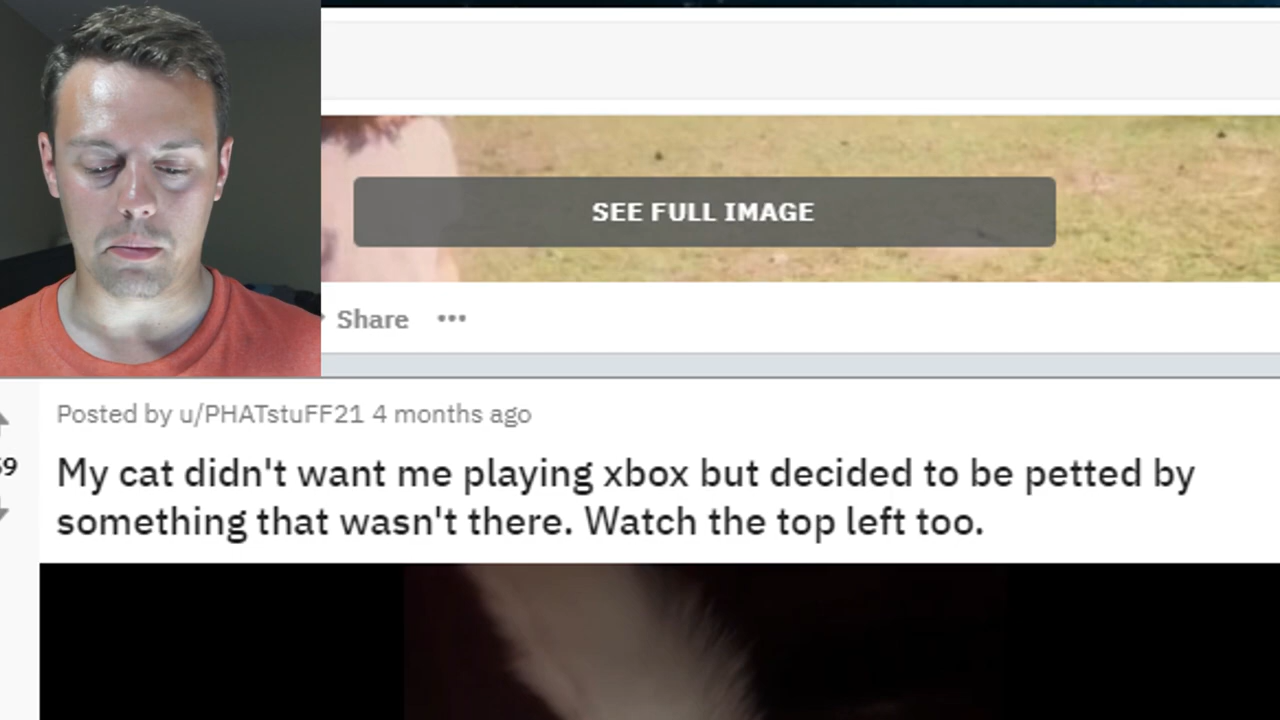 SEE FULL IMAGE
Share
Posted by u/PHATstuFF21 4 months ago
My cat didn't want me playing xbox but decided to be petted by
something that wasn't there. Watch the top left too.